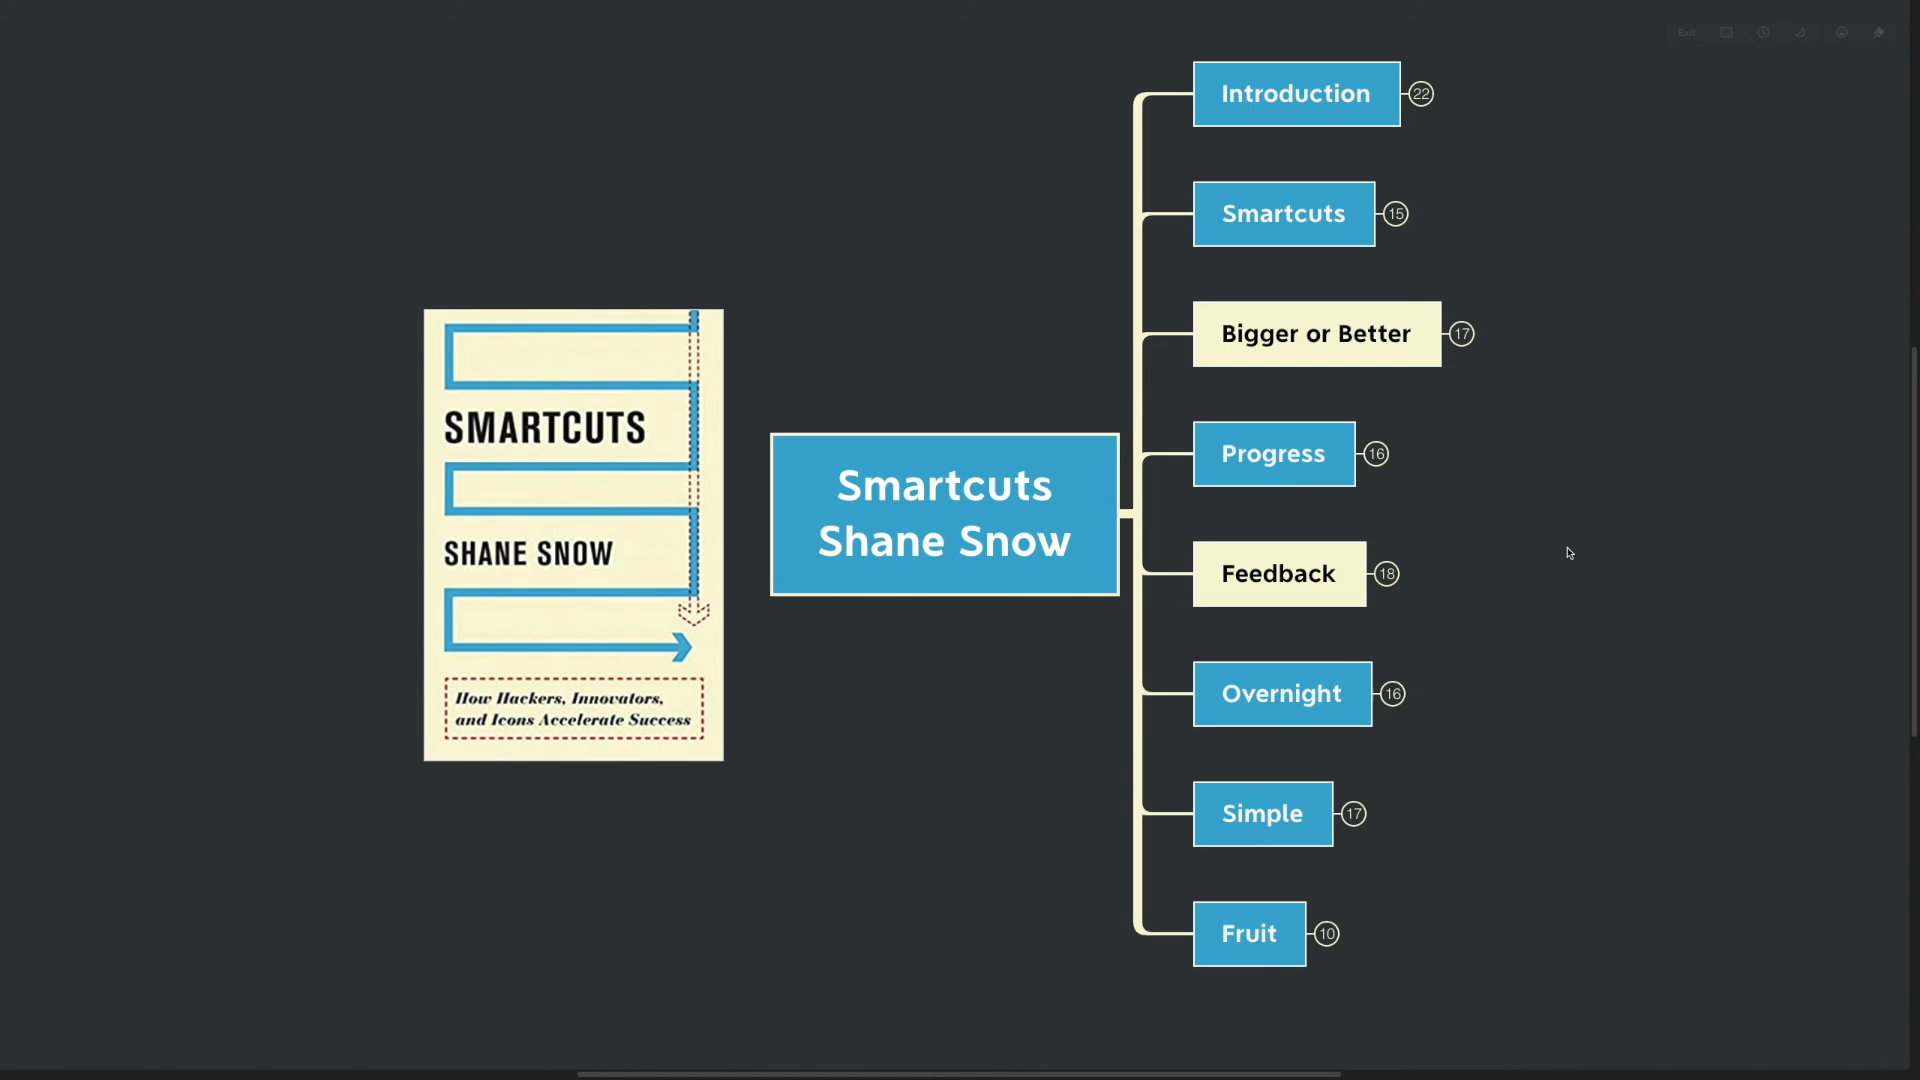 Exit
SMARTCUTS
SHANE SNOW
How Hackers, Innovators,
and Icons Accelerate Success
Smartcuts
Shane Snow
Introduction 22
Smartcuts 15
Bigger or Better 17
Progress 16
Feedback 18
Overnight 16
Simple 17
Fruit 10